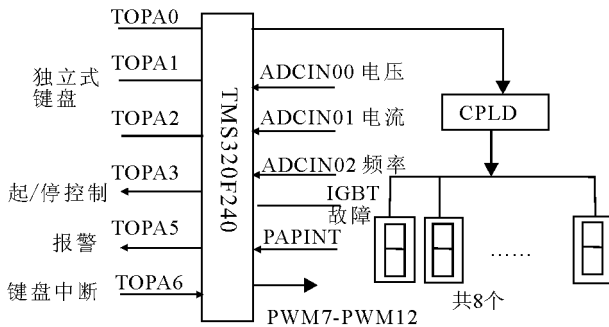 TOPA0
TOPA1
独立式
键盘
TOPA2
TOPA3
起/停控制
TOPA5
报警
TOPA6
键盘中断
TMS320F240
ADCIN00 电压
ADCIN01 电流
ADCIN02 频率
IGBT
故障
PAPINT
PWM7-PWM12
CPLD
……
共8个